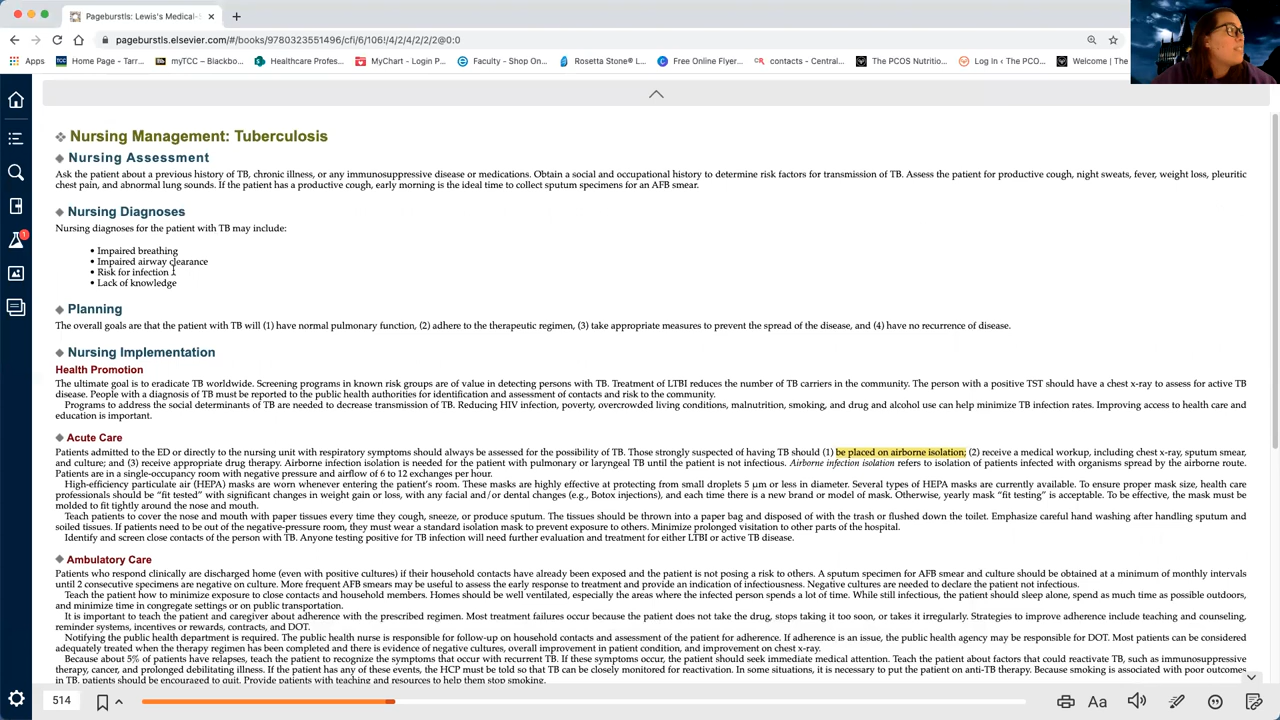 Pageburstls: Lewis's Medical-S
pageburstls.elsevier.com/#/books/9780323551496/cfi/6/106!/4/2/4/2/2/2@0:0
Apps
Home Page - Tarr...
myTCC – Blackbo...
Healthcare Profes...
MyChart - Login P...
Faculty - Shop On...
Rosetta Stone® L...
Free Online Flyer...
contacts - Central...
The PCOS Nutritio...
Log In ‹ The PCO...
Welcome | The
Nursing Management: Tuberculosis
Nursing Assessment
Ask the patient about a previous history of TB, chronic illness, or any immunosuppressive disease or medications. Obtain a social and occupational history to determine risk factors for transmission of TB. Assess the patient for productive cough, night sweats, fever, weight loss, pleuritic
chest pain, and abnormal lung sounds. If the patient has a productive cough, early morning is the ideal time to collect sputum specimens for an AFB smear.
Nursing Diagnoses
Nursing diagnoses for the patient with TB may include:
• Impaired breathing
• Impaired airway clearance
• Risk for infection
• Lack of knowledge
Planning
The overall goals are that the patient with TB will (1) have normal pulmonary function, (2) adhere to the therapeutic regimen, (3) take appropriate measures to prevent the spread of the disease, and (4) have no recurrence of disease.
Nursing Implementation
Health Promotion
The ultimate goal is to eradicate TB worldwide. Screening programs in known risk groups are of value in detecting persons with TB. Treatment of LTBI reduces the number of TB carriers in the community. The person with a positive TST should have a chest x-ray to assess for active TB
disease. People with a diagnosis of TB must be reported to the public health authorities for identification and assessment of contacts and risk to the community.
Programs to address the social determinants of TB are needed to decrease transmission of TB. Reducing HIV infection, poverty, overcrowded living conditions, malnutrition, smoking, and drug and alcohol use can help minimize TB infection rates. Improving access to health care and
education is important.
Acute Care
Patients admitted to the ED or directly to the nursing unit with respiratory symptoms should always be assessed for the possibility of TB. Those strongly suspected of having TB should (1) be placed on airborne isolation; (2) receive a medical workup, including chest x-ray, sputum smear,
and culture; and (3) receive appropriate drug therapy. Airborne infection isolation is needed for the patient with pulmonary or laryngeal TB until the patient is not infectious. Airborne infection isolation refers to isolation of patients infected with organisms spread by the airborne route.
Patients are in a single-occupancy room with negative pressure and airflow of 6 to 12 exchanges per hour.
High-efficiency particulate air (HEPA) masks are worn whenever entering the patient's room. These masks are highly effective at protecting from small droplets 5 µm or less in diameter. Several types of HEPA masks are currently available. To ensure proper mask size, health care
professionals should be “fit tested” with significant changes in weight gain or loss, with any facial and/or dental changes (e.g., Botox injections), and each time there is a new brand or model of mask. Otherwise, yearly mask “fit testing” is acceptable. To be effective, the mask must be
molded to fit tightly around the nose and mouth.
Teach patients to cover the nose and mouth with paper tissues every time they cough, sneeze, or produce sputum. The tissues should be thrown into a paper bag and disposed of with the trash or flushed down the toilet. Emphasize careful hand washing after handling sputum and
soiled tissues. If patients need to be out of the negative-pressure room, they must wear a standard isolation mask to prevent exposure to others. Minimize prolonged visitation to other parts of the hospital.
Identify and screen close contacts of the person with TB. Anyone testing positive for TB infection will need further evaluation and treatment for either LTBI or active TB disease.
Ambulatory Care
Patients who respond clinically are discharged home (even with positive cultures) if their household contacts have already been exposed and the patient is not posing a risk to others. A sputum specimen for AFB smear and culture should be obtained at a minimum of monthly intervals
until 2 consecutive specimens are negative on culture. More frequent AFB smears may be useful to assess the early response to treatment and provide an indication of infectiousness. Negative cultures are needed to declare the patient not infectious.
Teach the patient how to minimize exposure to close contacts and household members. Homes should be well ventilated, especially the areas where the infected person spends a lot of time. While still infectious, the patient should sleep alone, spend as much time as possible outdoors,
and minimize time in congregate settings or on public transportation.
It is important to teach the patient and caregiver about adherence with the prescribed regimen. Most treatment failures occur because the patient does not take the drug, stops taking it too soon, or takes it irregularly. Strategies to improve adherence include teaching and counseling,
reminder systems, incentives or rewards, contracts, and DOT.
Notifying the public health department is required. The public health nurse is responsible for follow-up on household contacts and assessment of the patient for adherence. If adherence is an issue, the public health agency may be responsible for DOT. Most patients can be considered
adequately treated when the therapy regimen has been completed and there is evidence of negative cultures, overall improvement in patient condition, and improvement on chest x-ray.
Because about 5% of patients have relapses, teach the patient to recognize the symptoms that occur with recurrent TB. If these symptoms occur, the patient should seek immediate medical attention. Teach the patient about factors that could reactivate TB, such as immunosuppressive
therapy, cancer, and prolonged debilitating illness. If the patient has any of these events, the HCP must be told so that TB can be closely monitored for reactivation. In some situations, it is necessary to put the patient on anti-TB therapy. Because smoking is associated with poor outcomes
in TB, patients should be encouraged to quit. Provide patients with teaching and resources to help them stop smoking.
1
514
Aa